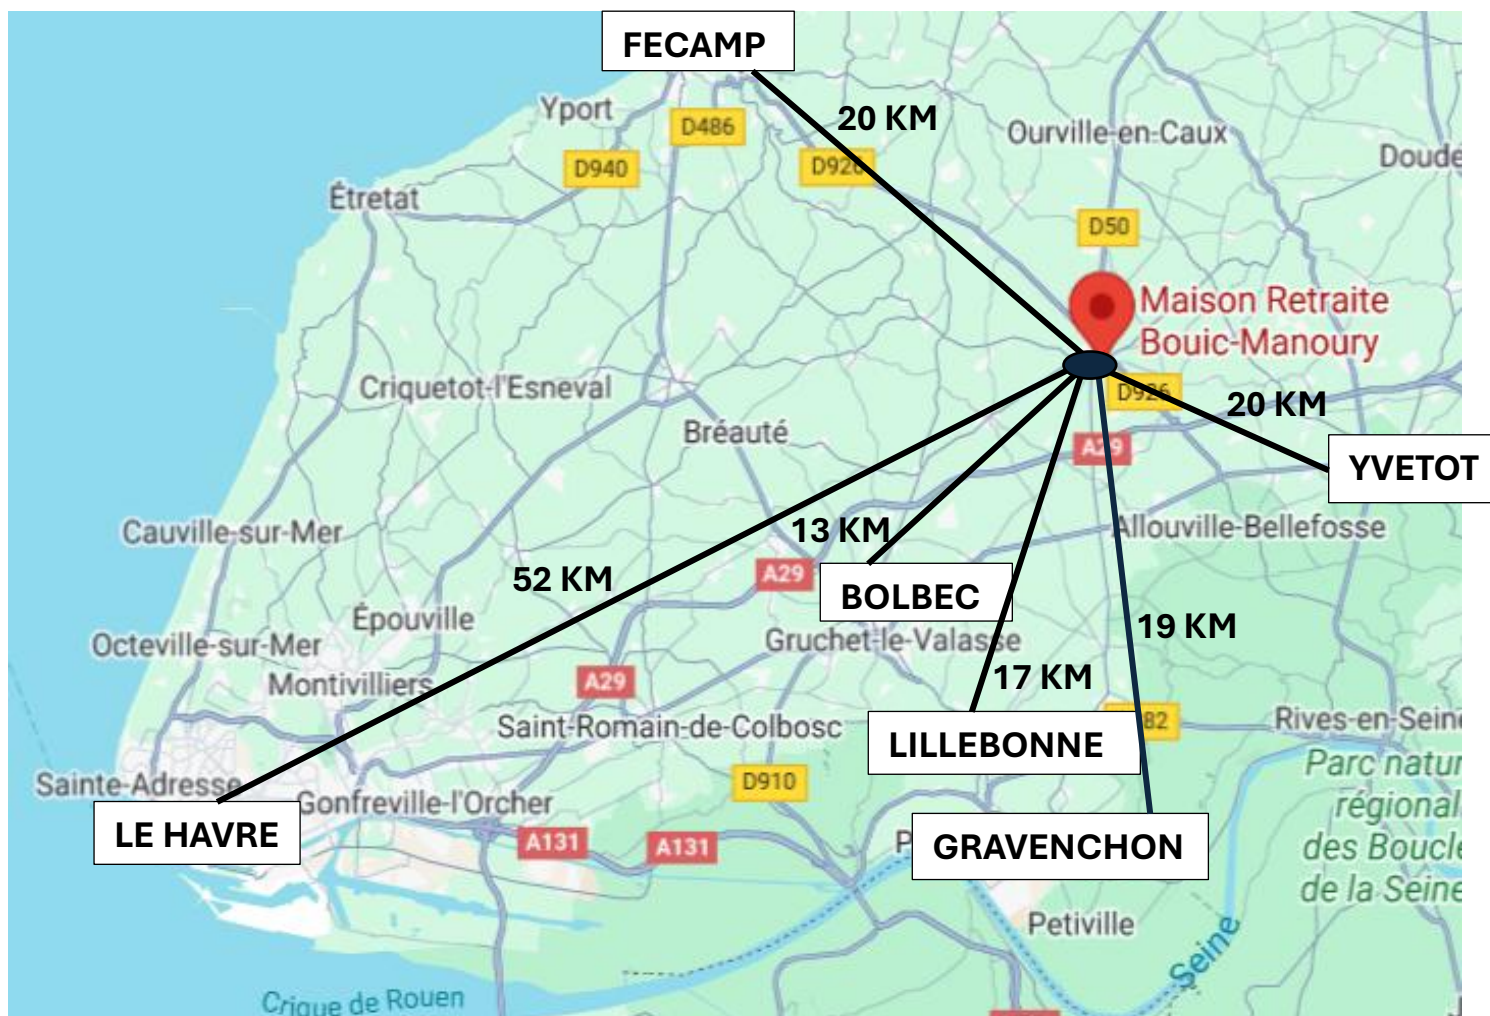 FECAMP
Yport
20 KM
D486
Ourville-en-Caux
D940
D926
Doude
Étretat
D50
Maison Retraite
Bouic-Manoury
Criquetot-l'Esneval
D926
20 KM
Bréauté
A29
YVETOT
Cauville-sur-Mer
13 KM
Allouville-Bellefosse
52 KM
A29
BOLBEC
Épouville
19 KM
Octeville-sur-Mer
Gruchet-le-Valasse
Montivilliers
A29
17 KM
Saint-Romain-de-Colbosc
82
Rives-en-Seine
LILLEBONNE
Parc natur
régional
des Boucle
de la Seine
Sainte-Adresse
D910
Gonfreville-l'Orcher
LE HAVRE
A131
A131
P
GRAVENCHON
Petiville
Seine
Crique de Rouen